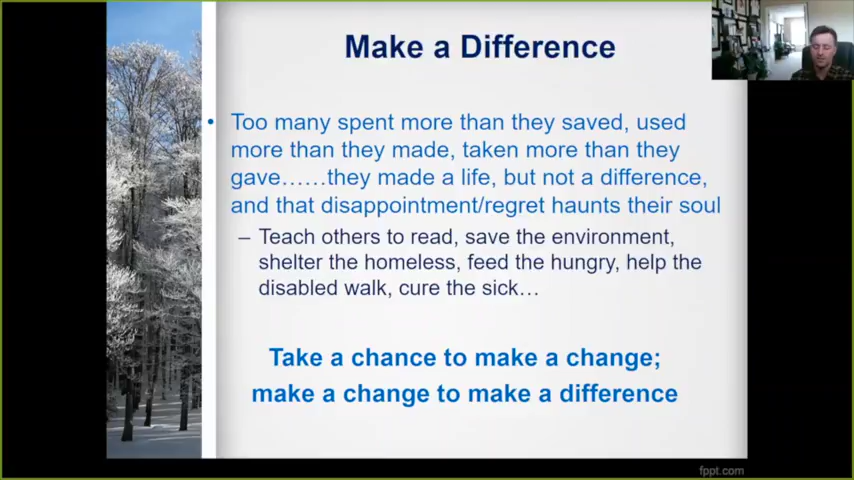 Make a Difference
• Too many spent more than they saved, used
more than they made, taken more than they
gave……they made a life, but not a difference,
and that disappointment/regret haunts their soul
– Teach others to read, save the environment,
shelter the homeless, feed the hungry, help the
disabled walk, cure the sick…
Take a chance to make a change;
make a change to make a difference
fppt.com